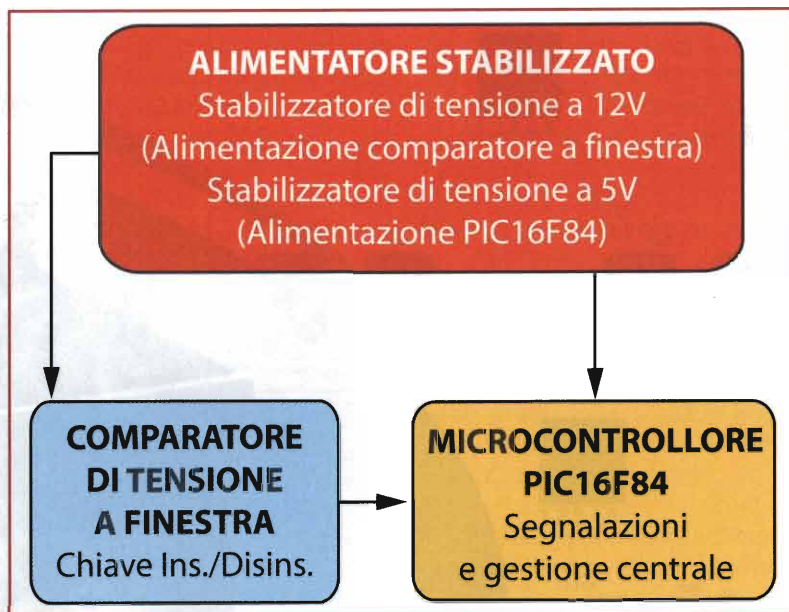 ALIMENTATORE STABILIZZATO
Stabilizzatore di tensione a 12V
(Alimentazione comparatore a finestra)
Stabilizzatore di tensione a 5V
(Alimentazione PIC16F84)
COMPARATORE
DI TENSIONE
A FINESTRA
Chiave Ins./Disins.
MICROCONTROLLORE
PIC16F84
Segnalazioni
e gestione centrale